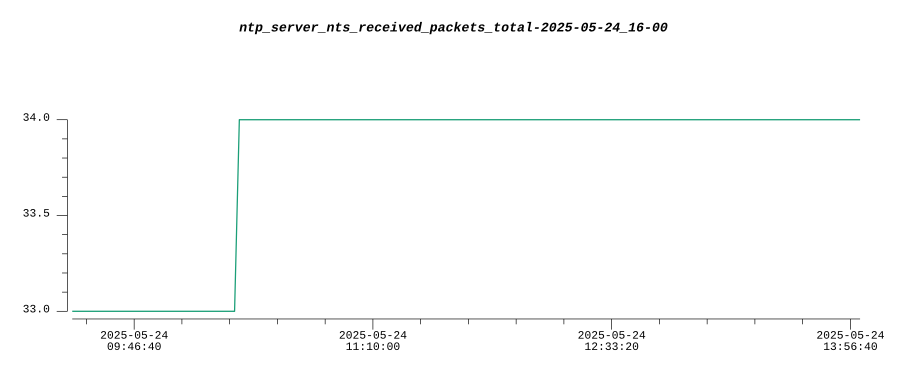 ntp_server_nts_received_packets_total-2025-05-24_16-00
34.0
33.5
33.0
2025-05-24 2025-05-24 2025-05-24 2025-05-24
09:46:40 11:10:00 12:33:20 13:56:40